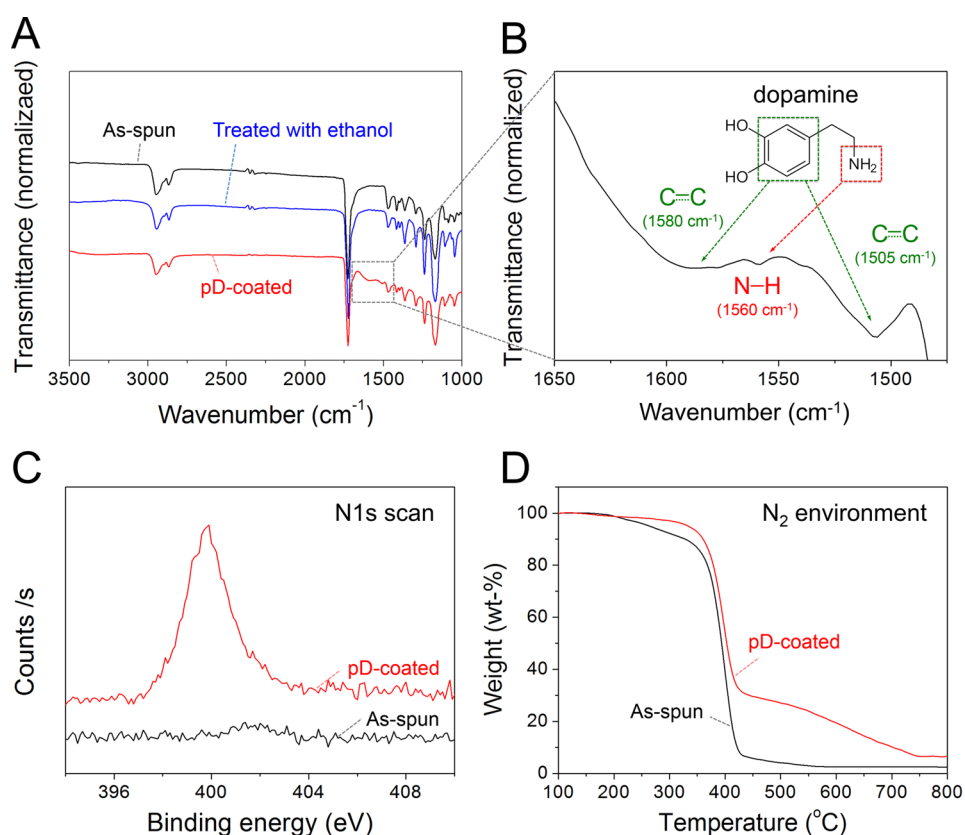 A
Transmittance (normalizaed)
As-spun
Treated with ethanol
pD-coated
3500 3000 2500 2000 1500 1000
Wavenumber (cm⁻¹)
B
Transmittance (normalized)
dopamine
HO
HO
NH₂
C=C
(1580 cm⁻¹)
C=C
(1505 cm⁻¹)
N–H
(1560 cm⁻¹)
1650 1600 1550 1500
Wavenumber (cm⁻¹)
C
Counts /s
N1s scan
pD-coated
As-spun
396 400 404 408
Binding energy (eV)
D
Weight (wt-%)
100
80
60
40
20
0
N₂ environment
pD-coated
As-spun
100 200 300 400 500 600 700 800
Temperature (°C)